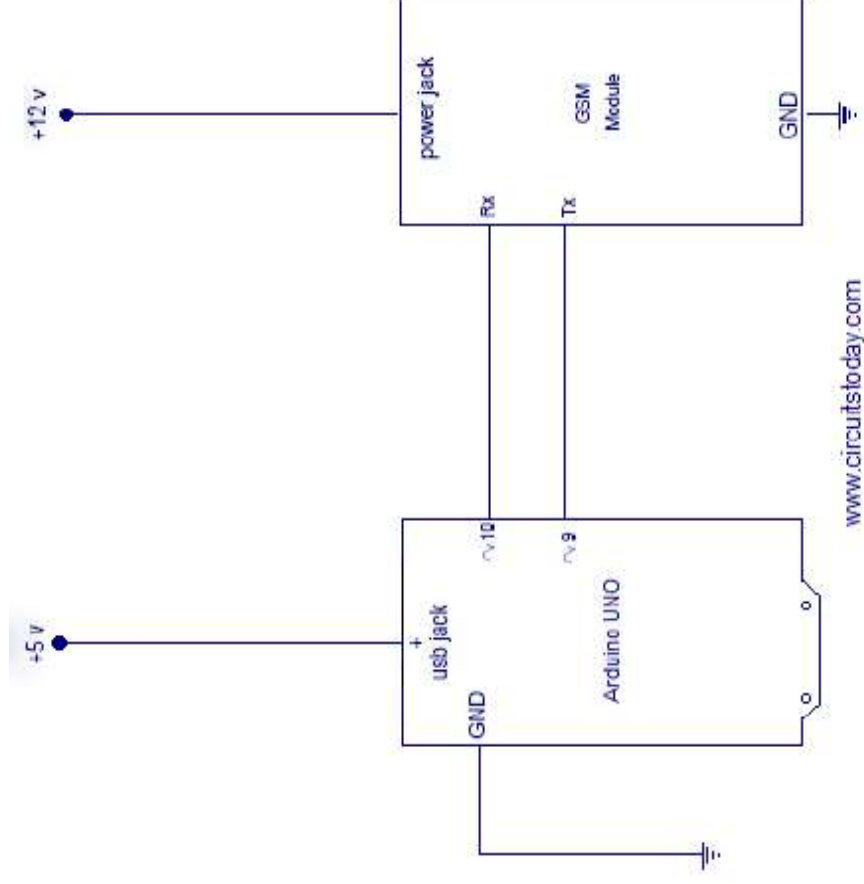 +5 v
+12 v
+
usb jack
GND
~10
~9
Arduino UNO
power jack
Rx
Tx
GSM
Module
GND
www.circuitstoday.com